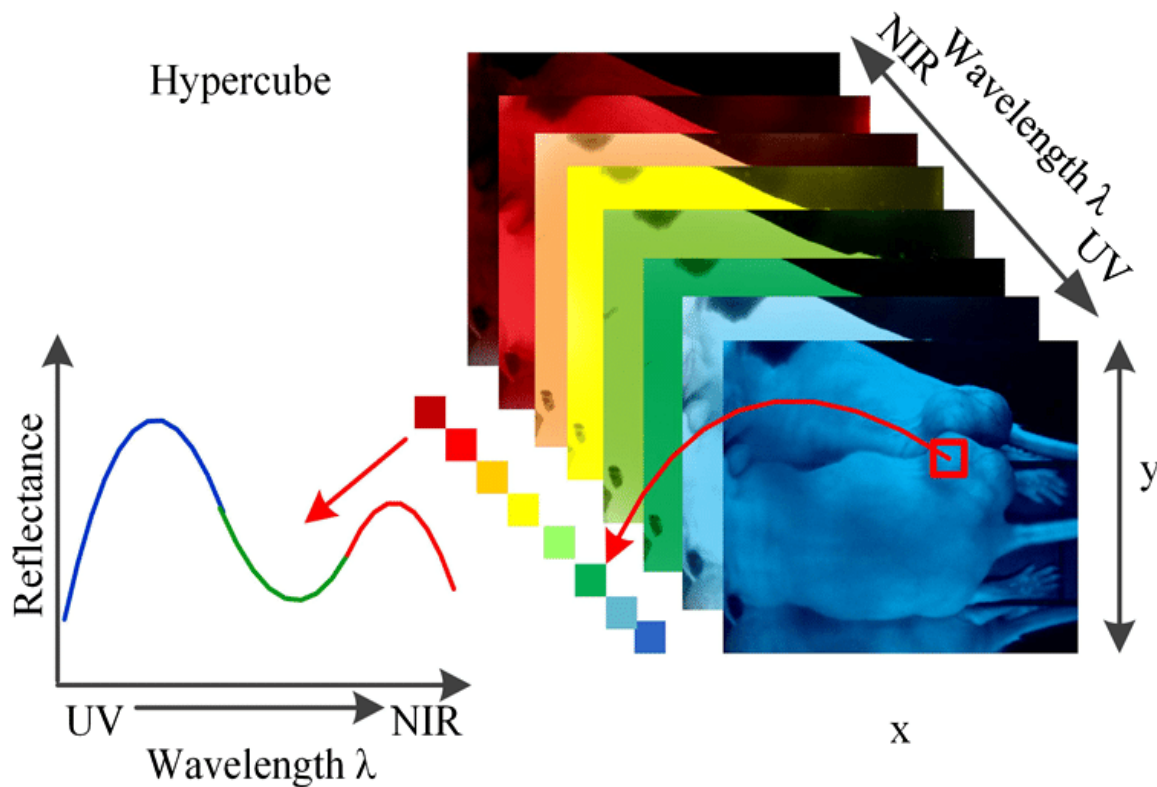 Hypercube
NIR
Wavelength λ
UV
Reflectance
y
UV
NIR
Wavelength λ
x